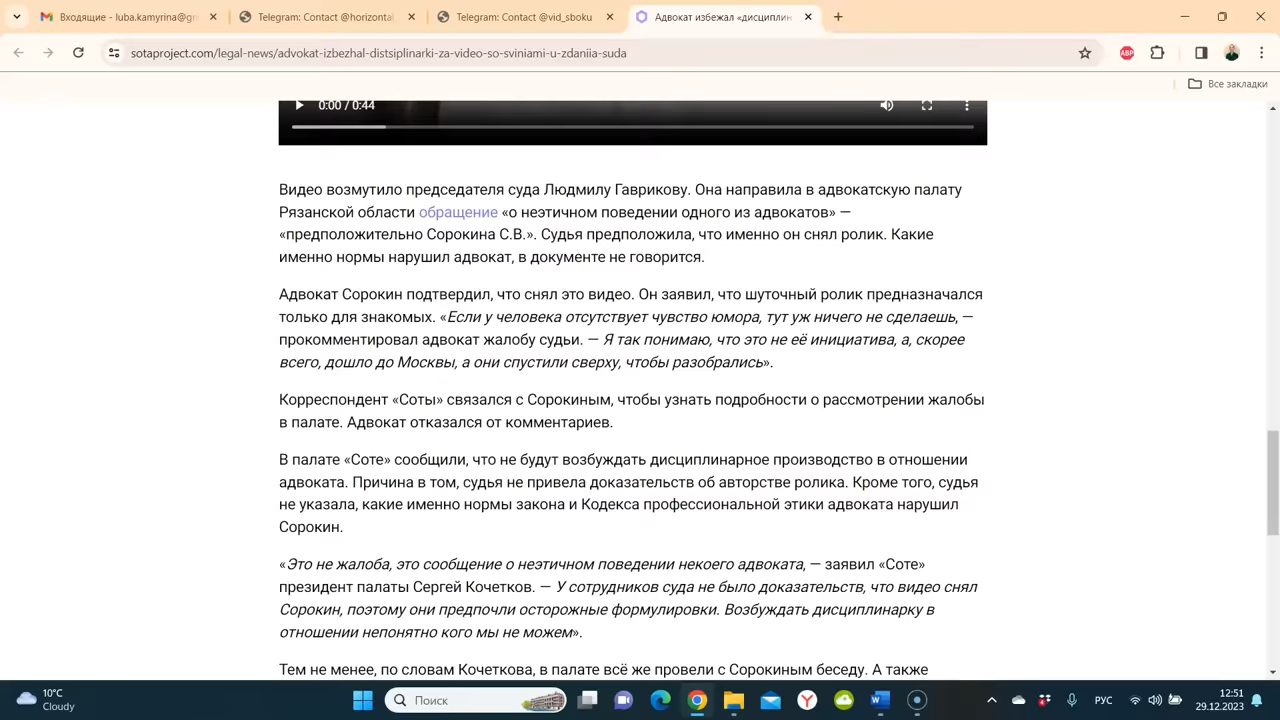 Входящие - luba.kamyrina@gm
Telegram: Contact @horizontal
Telegram: Contact @vid_sboku
Адвокат избежал «дисциплин
sotaproject.com/legal-news/advokat-izbezhal-distsiplinarki-za-video-so-sviniami-u-zdaniia-suda
ABP
Все закладки
0:00 / 0:44
Видео возмутило председателя суда Людмилу Гаврикову. Она направила в адвокатскую палату
Рязанской области обращение «о неэтичном поведении одного из адвокатов» —
«предположительно Сорокина С.В.». Судья предположила, что именно он снял ролик. Какие
именно нормы нарушил адвокат, в документе не говорится.
Адвокат Сорокин подтвердил, что снял это видео. Он заявил, что шуточный ролик предназначался
только для знакомых. «Если у человека отсутствует чувство юмора, тут уж ничего не сделаешь, —
прокомментировал адвокат жалобу судьи. — Я так понимаю, что это не её инициатива, а, скорее
всего, дошло до Москвы, а они спустили сверху, чтобы разобрались».
Корреспондент «Соты» связался с Сорокиным, чтобы узнать подробности о рассмотрении жалобы
в палате. Адвокат отказался от комментариев.
В палате «Соте» сообщили, что не будут возбуждать дисциплинарное производство в отношении
адвоката. Причина в том, судья не привела доказательств об авторстве ролика. Кроме того, судья
не указала, какие именно нормы закона и Кодекса профессиональной этики адвоката нарушил
Сорокин.
«Это не жалоба, это сообщение о неэтичном поведении некоего адвоката, — заявил «Соте»
президент палаты Сергей Кочетков. — У сотрудников суда не было доказательств, что видео снял
Сорокин, поэтому они предпочли осторожные формулировки. Возбуждать дисциплинарку в
отношении непонятно кого мы не можем».
Тем не менее, по словам Кочеткова, в палате всё же провели с Сорокиным беседу. А также
10°C
Cloudy
Поиск
РУС
12:51
29.12.2023